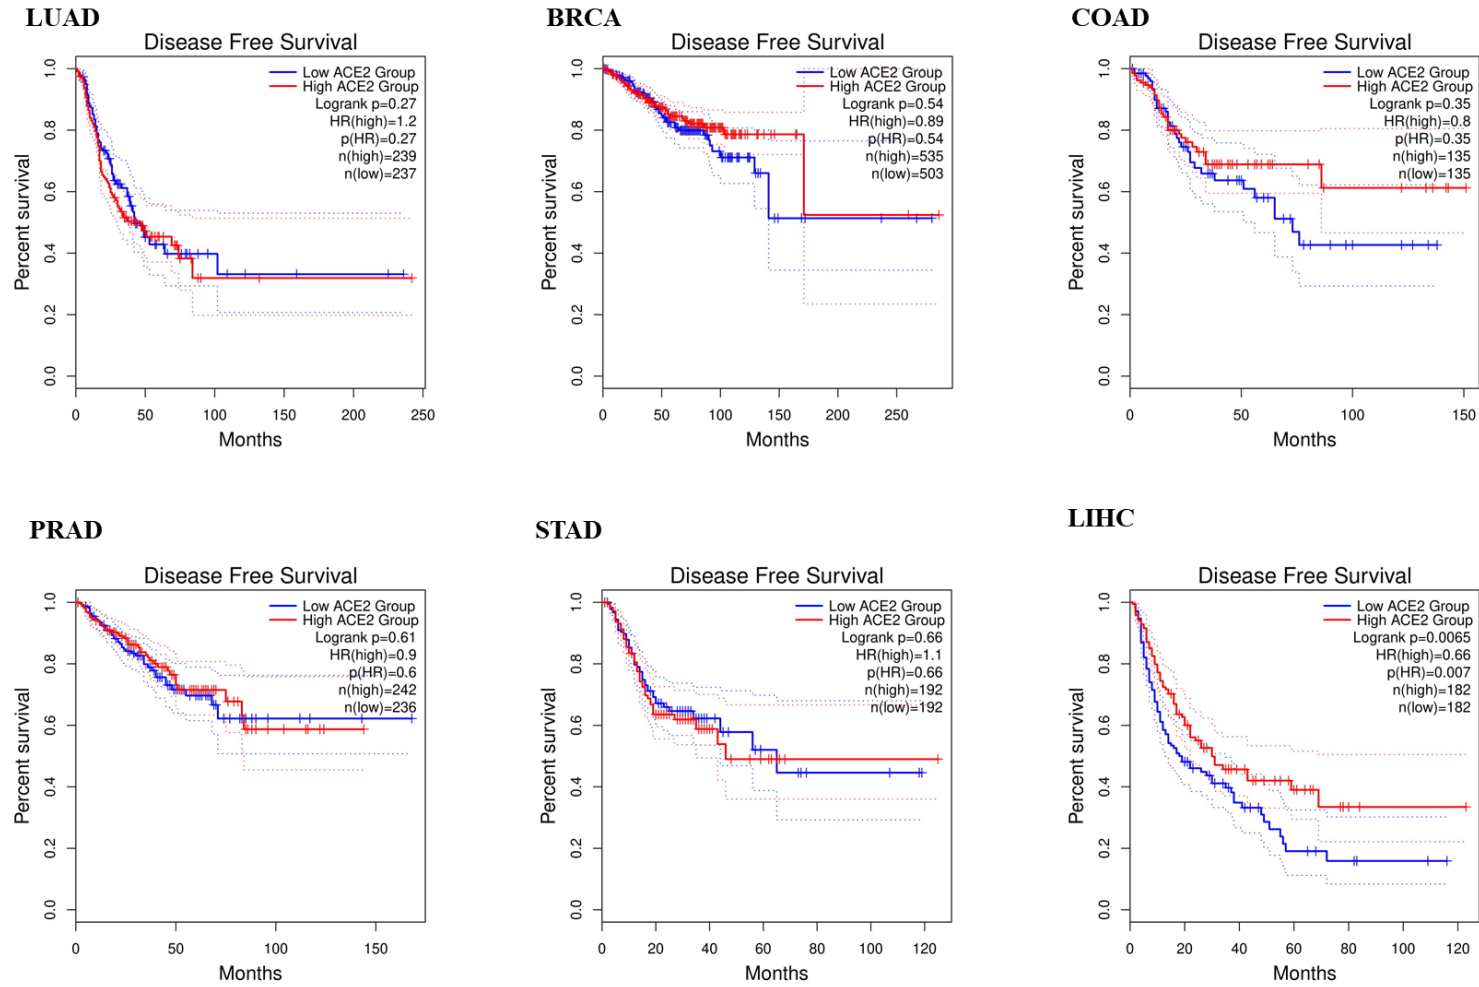 LUAD
Disease Free Survival
Low ACE2 Group
High ACE2 Group
Logrank p=0.27
HR(high)=1.2
p(HR)=0.27
n(high)=239
n(low)=237
Percent survival
1.0
0.8
0.6
0.4
0.2
0.0
0 50 100 150 200 250
Months
BRCA
Disease Free Survival
Low ACE2 Group
High ACE2 Group
Logrank p=0.54
HR(high)=0.89
p(HR)=0.54
n(high)=535
n(low)=503
Percent survival
1.0
0.8
0.6
0.4
0.2
0.0
0 50 100 150 200 250
Months
COAD
Disease Free Survival
Low ACE2 Group
High ACE2 Group
Logrank p=0.35
HR(high)=0.8
p(HR)=0.35
n(high)=135
n(low)=135
Percent survival
1.0
0.8
0.6
0.4
0.2
0.0
0 50 100 150
Months
PRAD
Disease Free Survival
Low ACE2 Group
High ACE2 Group
Logrank p=0.61
HR(high)=0.9
p(HR)=0.6
n(high)=242
n(low)=236
Percent survival
1.0
0.8
0.6
0.4
0.2
0.0
0 50 100 150
Months
STAD
Disease Free Survival
Low ACE2 Group
High ACE2 Group
Logrank p=0.66
HR(high)=1.1
p(HR)=0.66
n(high)=192
n(low)=192
Percent survival
1.0
0.8
0.6
0.4
0.2
0.0
0 20 40 60 80 100 120
Months
LIHC
Disease Free Survival
Low ACE2 Group
High ACE2 Group
Logrank p=0.0065
HR(high)=0.66
p(HR)=0.007
n(high)=182
n(low)=182
Percent survival
1.0
0.8
0.6
0.4
0.2
0.0
0 20 40 60 80 100 120
Months